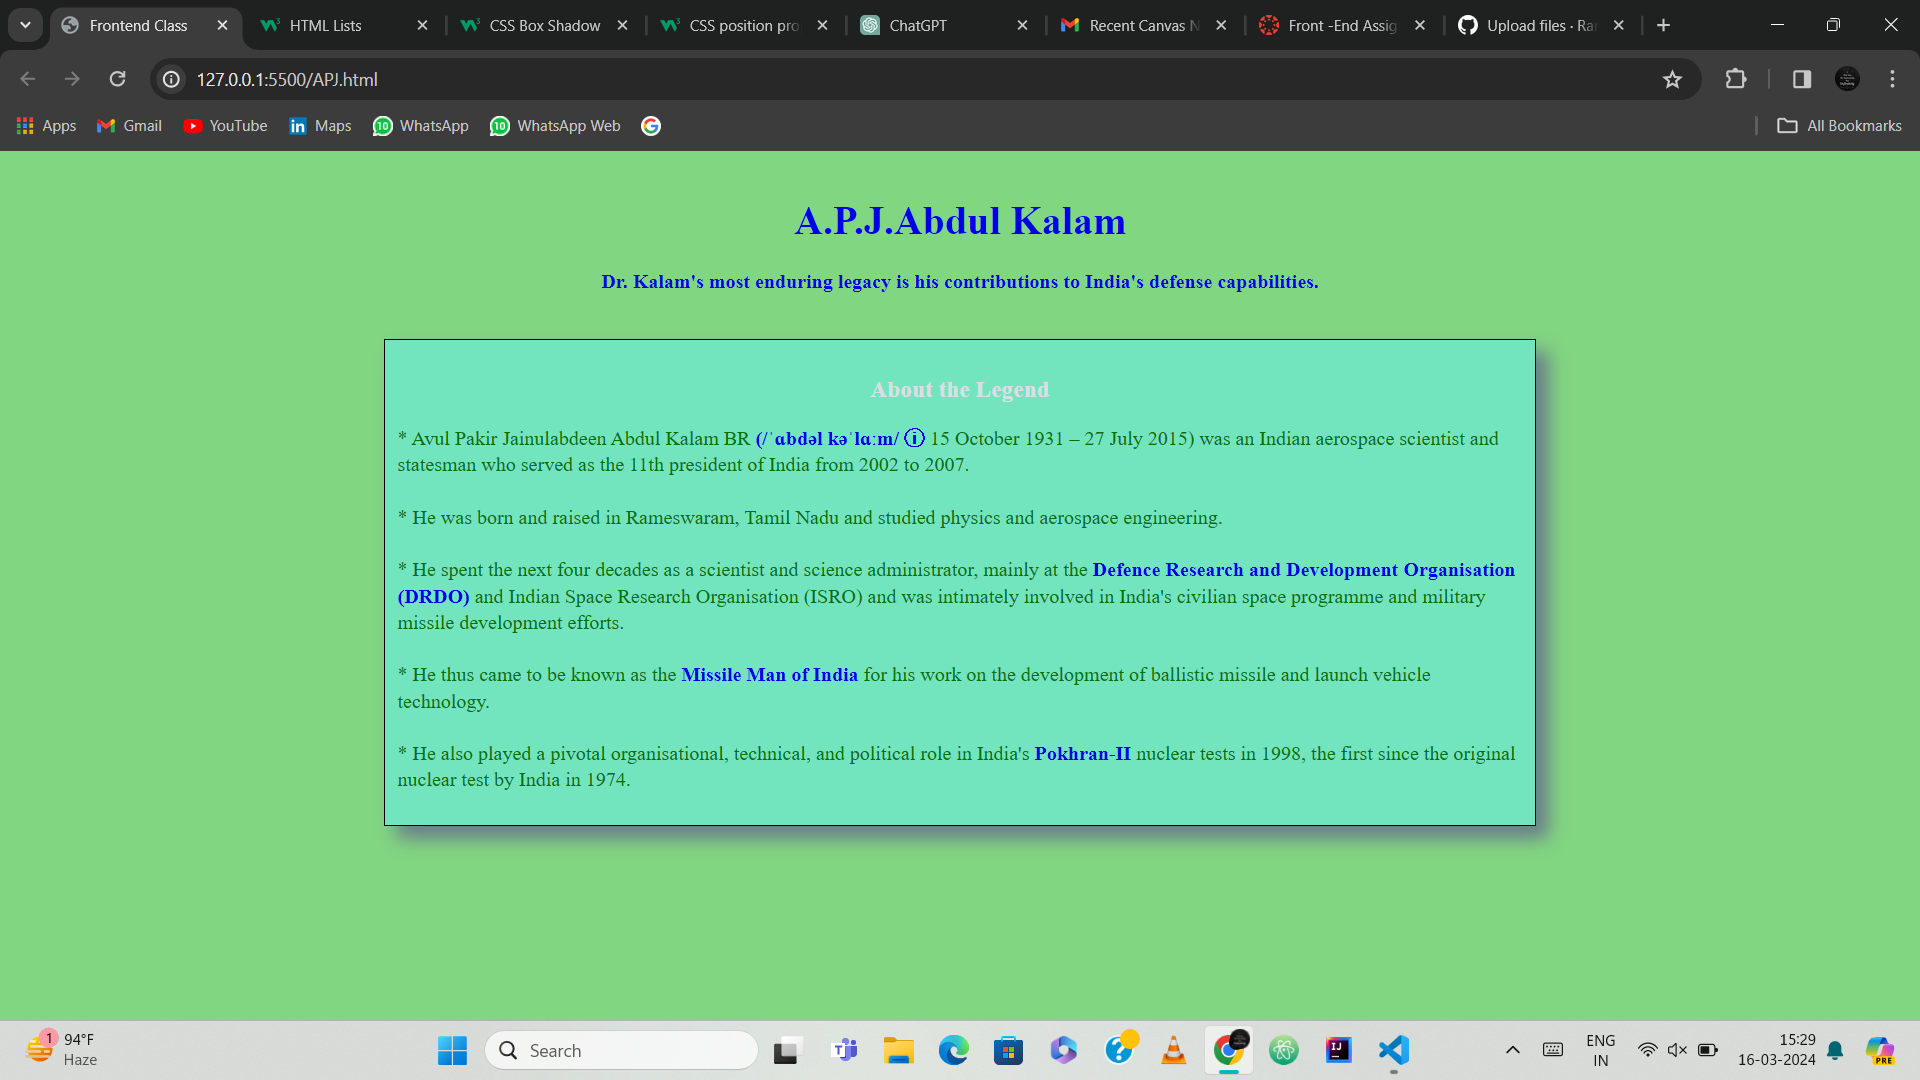 Frontend Class
HTML Lists
CSS Box Shadow
CSS position pro
ChatGPT
Recent Canvas N
Front -End Assig
Upload files · Ra
127.0.0.1:5500/APJ.html
Apps
Gmail
YouTube
in Maps
10 WhatsApp
10 WhatsApp Web
All Bookmarks
A.P.J.Abdul Kalam
Dr. Kalam's most enduring legacy is his contributions to India's defense capabilities.
About the Legend
* Avul Pakir Jainulabdeen Abdul Kalam BR (/ˈɑbdəl kəˈlɑːm/ ⓘ 15 October 1931 – 27 July 2015) was an Indian aerospace scientist and
statesman who served as the 11th president of India from 2002 to 2007.
* He was born and raised in Rameswaram, Tamil Nadu and studied physics and aerospace engineering.
* He spent the next four decades as a scientist and science administrator, mainly at the Defence Research and Development Organisation
(DRDO) and Indian Space Research Organisation (ISRO) and was intimately involved in India's civilian space programme and military
missile development efforts.
* He thus came to be known as the Missile Man of India for his work on the development of ballistic missile and launch vehicle
technology.
* He also played a pivotal organisational, technical, and political role in India's Pokhran-II nuclear tests in 1998, the first since the original
nuclear test by India in 1974.
1
94°F
Haze
Search
ENG
IN
15:29
16-03-2024
PRE